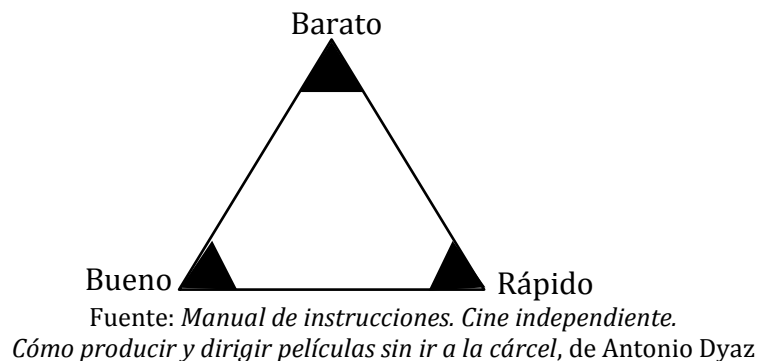 Barato
Bueno
Rápido
Fuente: Manual de instrucciones. Cine independiente.
Cómo producir y dirigir películas sin ir a la cárcel, de Antonio Dyaz